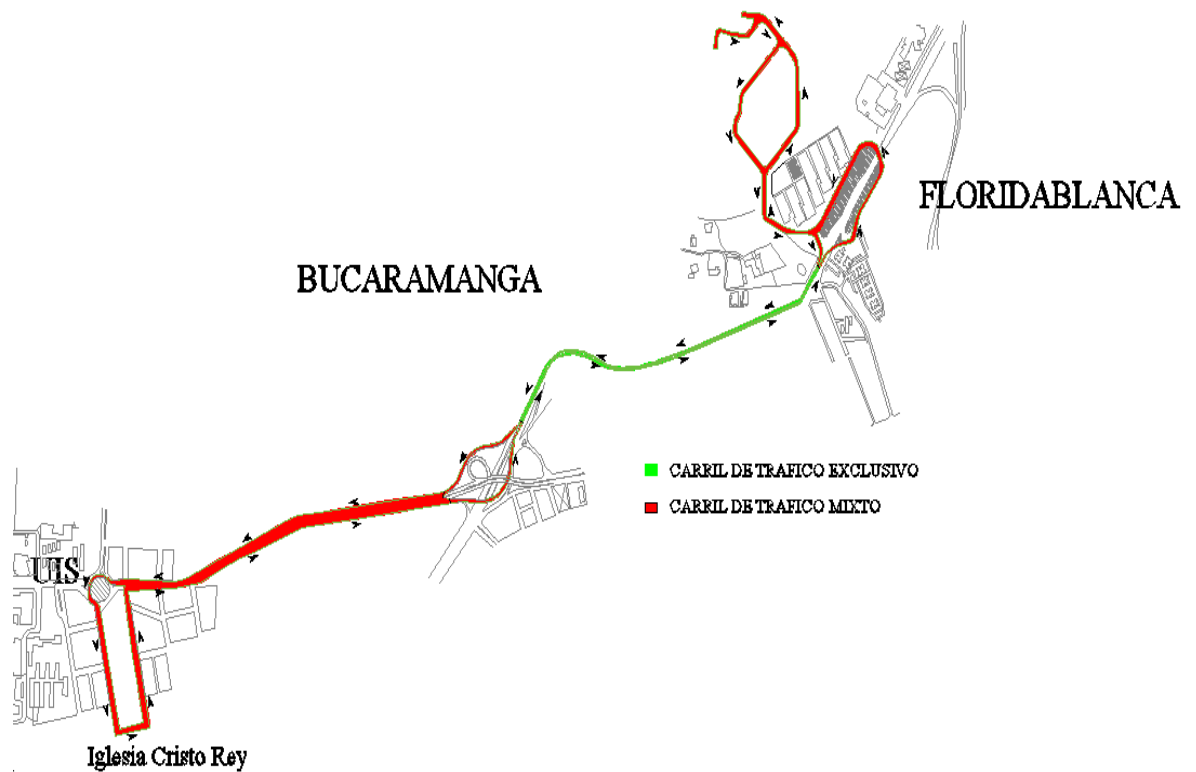 FLORIDABLANCA
BUCARAMANGA
CARRIL DE TRAFICO EXCLUSIVO
CARRIL DE TRAFICO MIXTO
UIS
Iglesia Cristo Rey